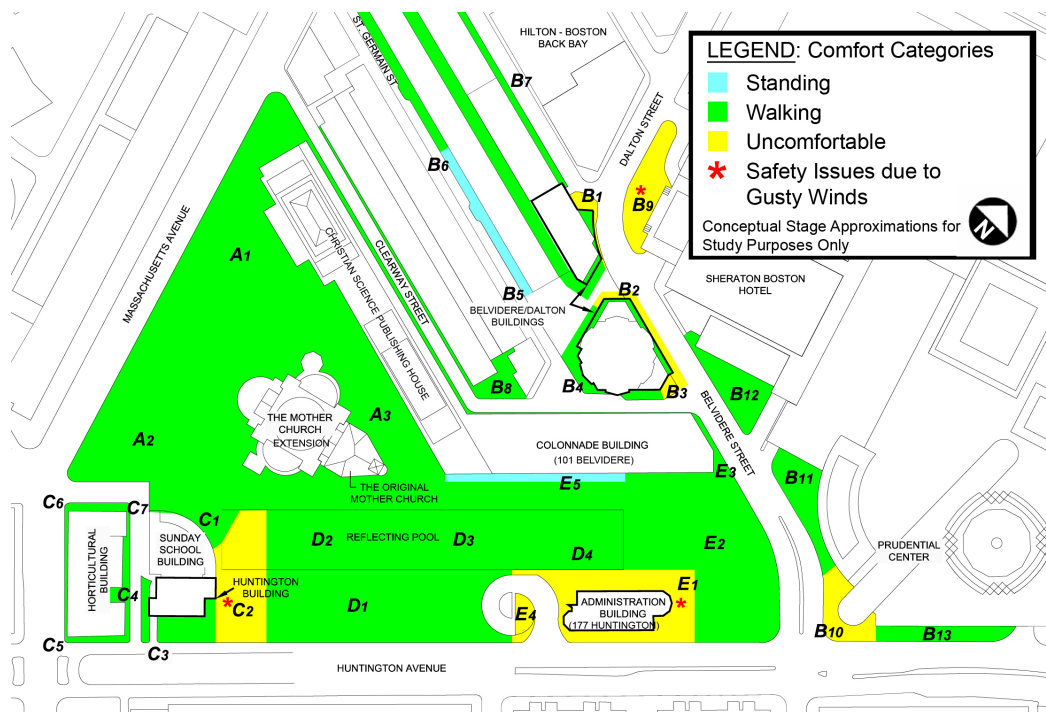 HILTON - BOSTON
BACK BAY
ST. GERMAIN ST.
B7
DALTON STREET
LEGEND: Comfort Categories
Standing
Walking
Uncomfortable
* Safety Issues due to
Gusty Winds
Conceptual Stage Approximations for
Study Purposes Only
N
B6
B1
*
B9
MASSACHUSETTS AVENUE
A1
CHRISTIAN SCIENCE PUBLISHING HOUSE
CLEARWAY STREET
B5
BELVIDERE/DALTON
BUILDINGS
B2
SHERATON BOSTON
HOTEL
B8
B4
B3
B12
BELVIDERE STREET
A2
THE MOTHER
CHURCH
EXTENSION
A3
COLONNADE BUILDING
(101 BELVIDERE)
THE ORIGINAL
MOTHER CHURCH
E5
E3
B11
C6
C7
C1
HORTICULTURAL
BUILDING
SUNDAY
SCHOOL
BUILDING
D2
REFLECTING POOL
D3
D4
E2
PRUDENTIAL
CENTER
C4
HUNTINGTON
BUILDING
*
C2
D1
E4
ADMINISTRATION
BUILDING
(177 HUNTINGTON)
E1
*
B10
B13
C5
C3
HUNTINGTON AVENUE